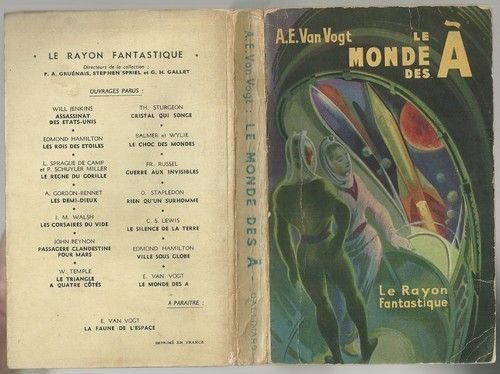 LE RAYON FANTASTIQUE
Directeurs de la collection :
P. A. GRUÉNAIS, STEPHEN SPRIEL et G. H. GALLET
OUVRAGES PARUS :
WILL JENKINS
ASSASSINAT
DES ETATS-UNIS
EDMOND HAMILTON
LES ROIS DES ETOILES
L. SPRAGUE DE CAMP
et P. SCHUYLER MILLER
LE REGNE DU GORILLE
A. GORDON-BENNET
LES DEMI-DIEUX
J. M. WALSH
LES CORSAIRES DU VIDE
JOHN BEYNON
PASSAGERE CLANDESTINE
POUR MARS
W. TEMPLE
LE TRIANGLE
A QUATRE CÔTÉS
TH. STURGEON
CRISTAL QUI SONGE
BALMER et WYLIE
LE CHOC DES MONDES
FR. RUSSEL
GUERRE AUX INVISIBLES
O. STAPLEDON
RIEN QU'UN SURHOMME
C. S. LEWIS
LE SILENCE DE LA TERRE
EDMOND HAMILTON
VILLE SOUS GLOBE
E. VAN VOGT
LE MONDE DES A
A PARAITRE :
E. VAN VOGT
LA FAUNE DE L'ESPACE
IMPRIMÉ EN FRANCE
A.E. Van Vogt : LE MONDE DES Ã
GALLIMARD
A.E. Van Vogt
LE
MONDE
DES
Ã
Le Rayon
Fantastique